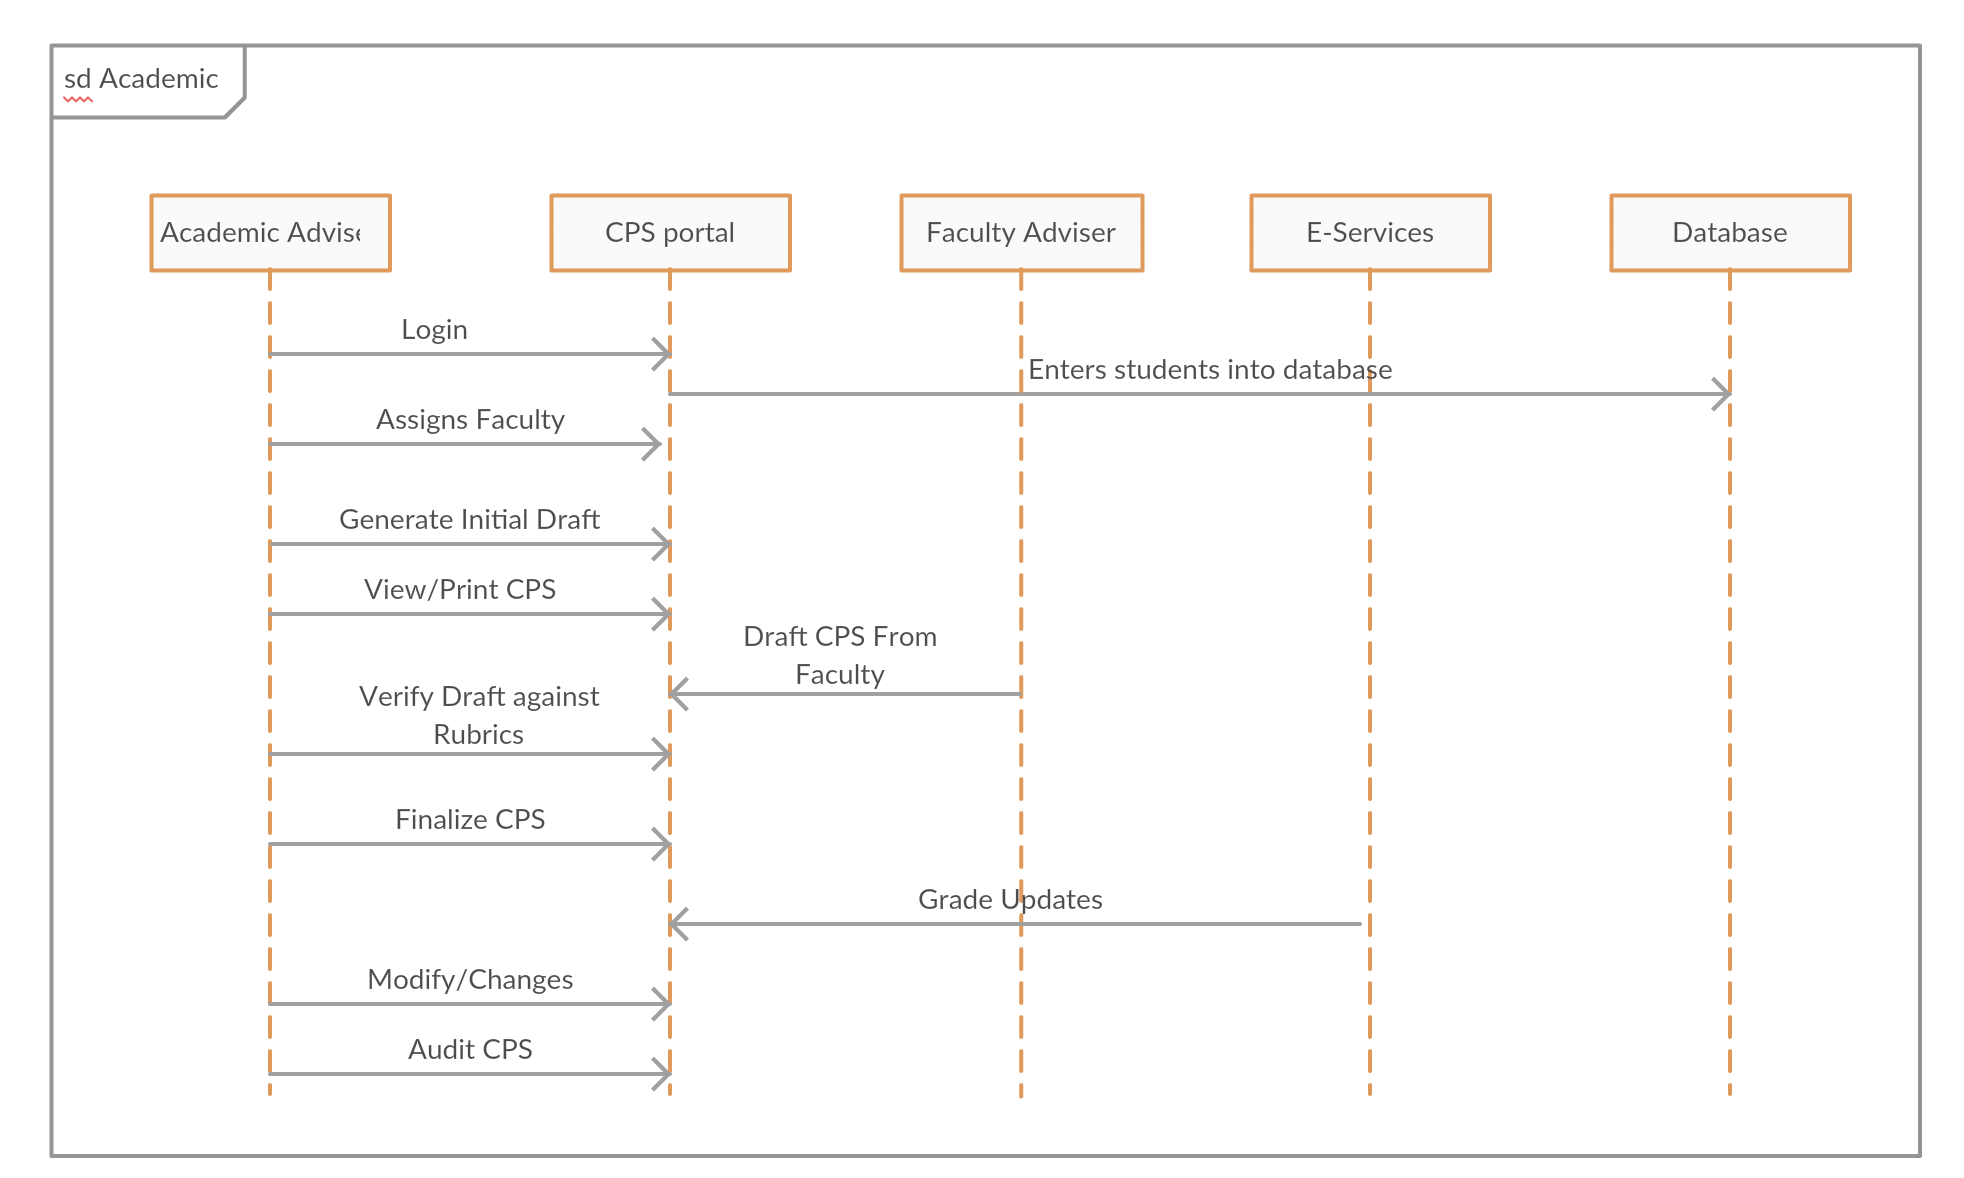 sd Academic
Academic Advise
CPS portal
Faculty Adviser
E-Services
Database
Login
Enters students into database
Assigns Faculty
Generate Initial Draft
View/Print CPS
Draft CPS From
Faculty
Verify Draft against
Rubrics
Finalize CPS
Grade Updates
Modify/Changes
Audit CPS